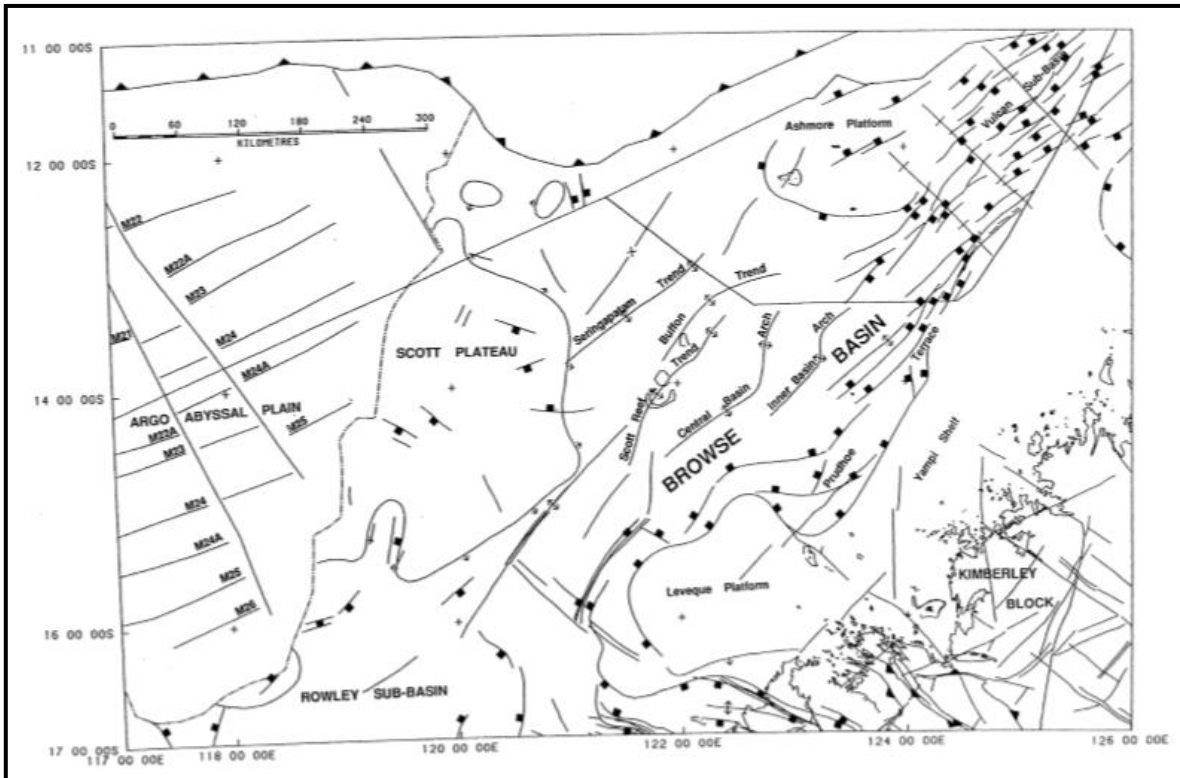 11 00 00S
0 60 120 180 240 300
KILOMETRES
Vulcan Sub-Basin
Ashmore Platform
12 00 00S
M22
M22A
M23
M21
M24
M24A
Seringapatam Trend
Buffon Trend
SCOTT PLATEAU
Scott Reef Trend
Central Basin Arch
Inner Basin Arch
BROWSE BASIN
Prudhoe Terrace
14 00 00S
ARGO ABYSSAL PLAIN
M25
M22A
M23
Yampi Shelf
M24
M24A
M25
M26
Leveque Platform
KIMBERLEY
BLOCK
16 00 00S
ROWLEY SUB-BASIN
17 00 00S
117 00 00E 118 00 00E 120 00 00E 122 00 00E 124 00 00E 126 00 00E